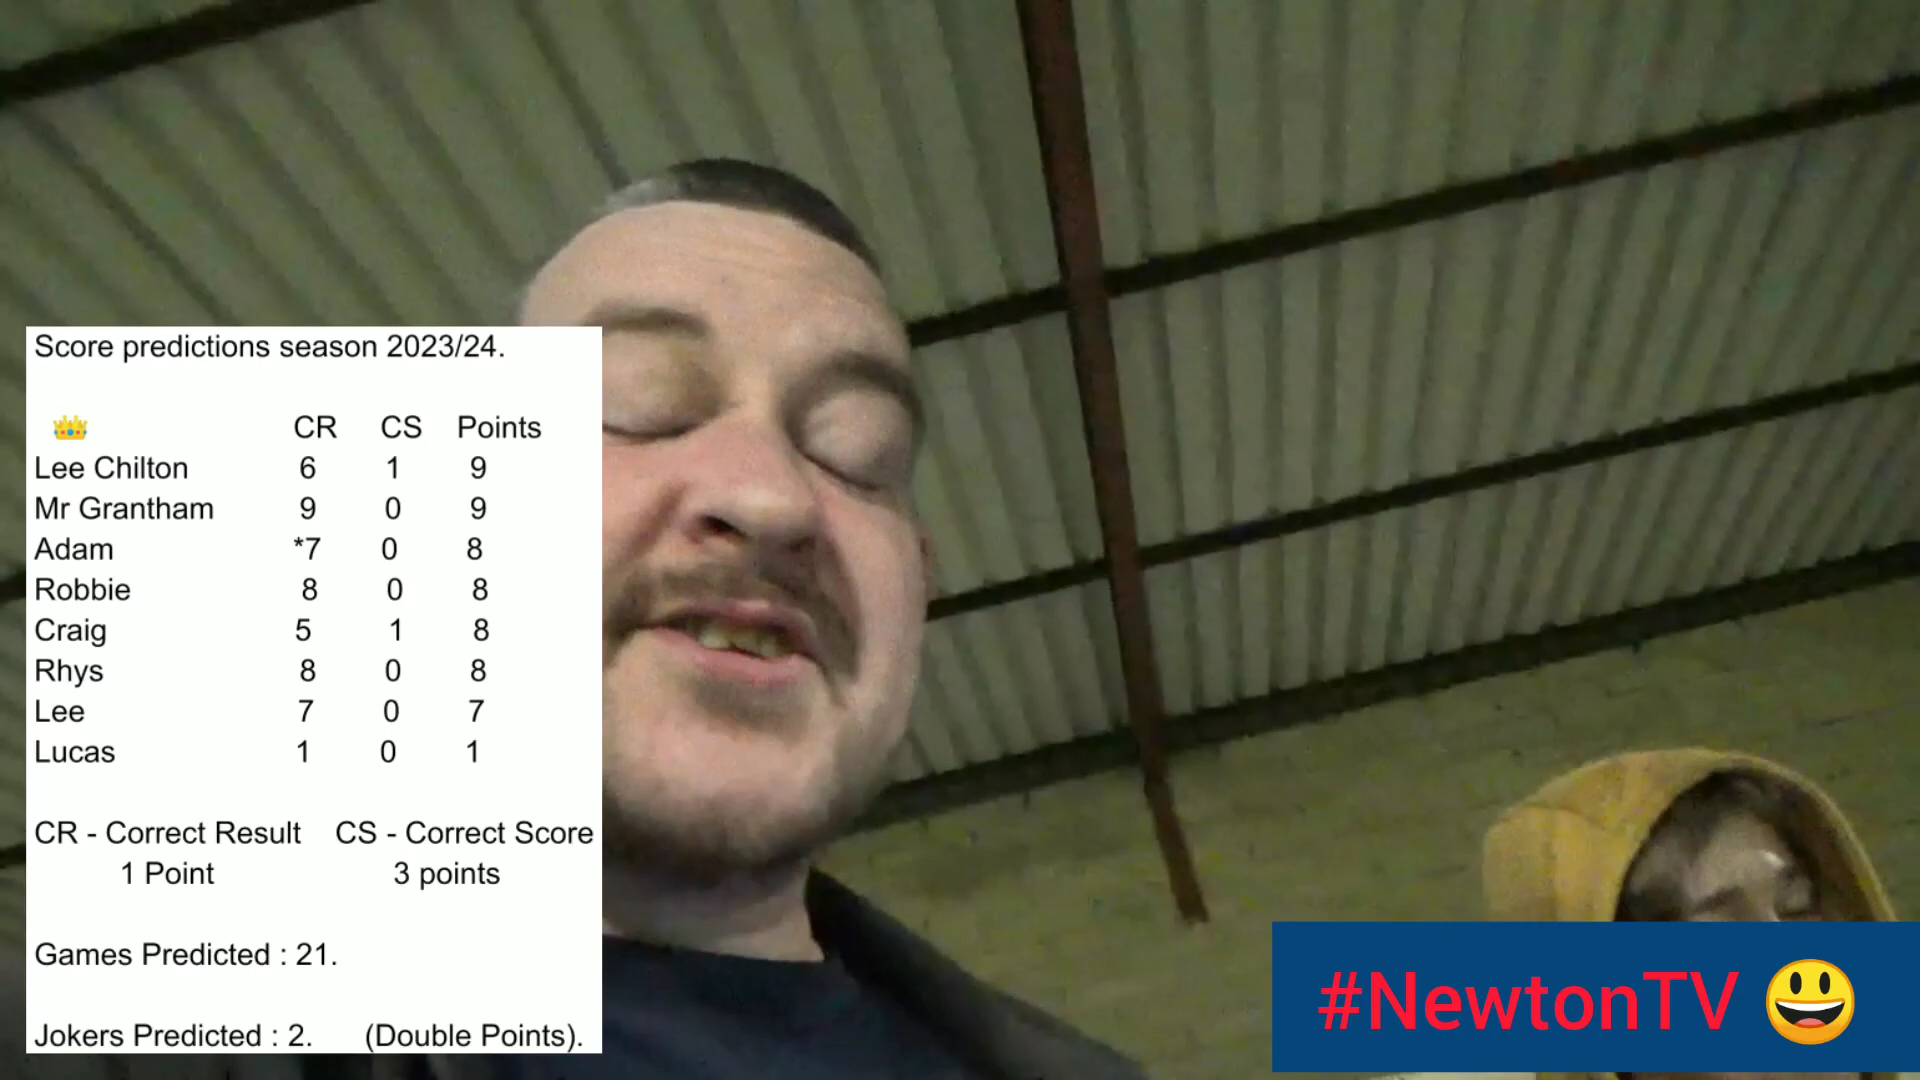 Score predictions season 2023/24.
👑 CR CS Points
Lee Chilton 6 1 9
Mr Grantham 9 0 9
Adam *7 0 8
Robbie 8 0 8
Craig 5 1 8
Rhys 8 0 8
Lee 7 0 7
Lucas 1 0 1
CR - Correct Result CS - Correct Score
1 Point 3 points
Games Predicted : 21.
Jokers Predicted : 2. (Double Points).
#NewtonTV 😃